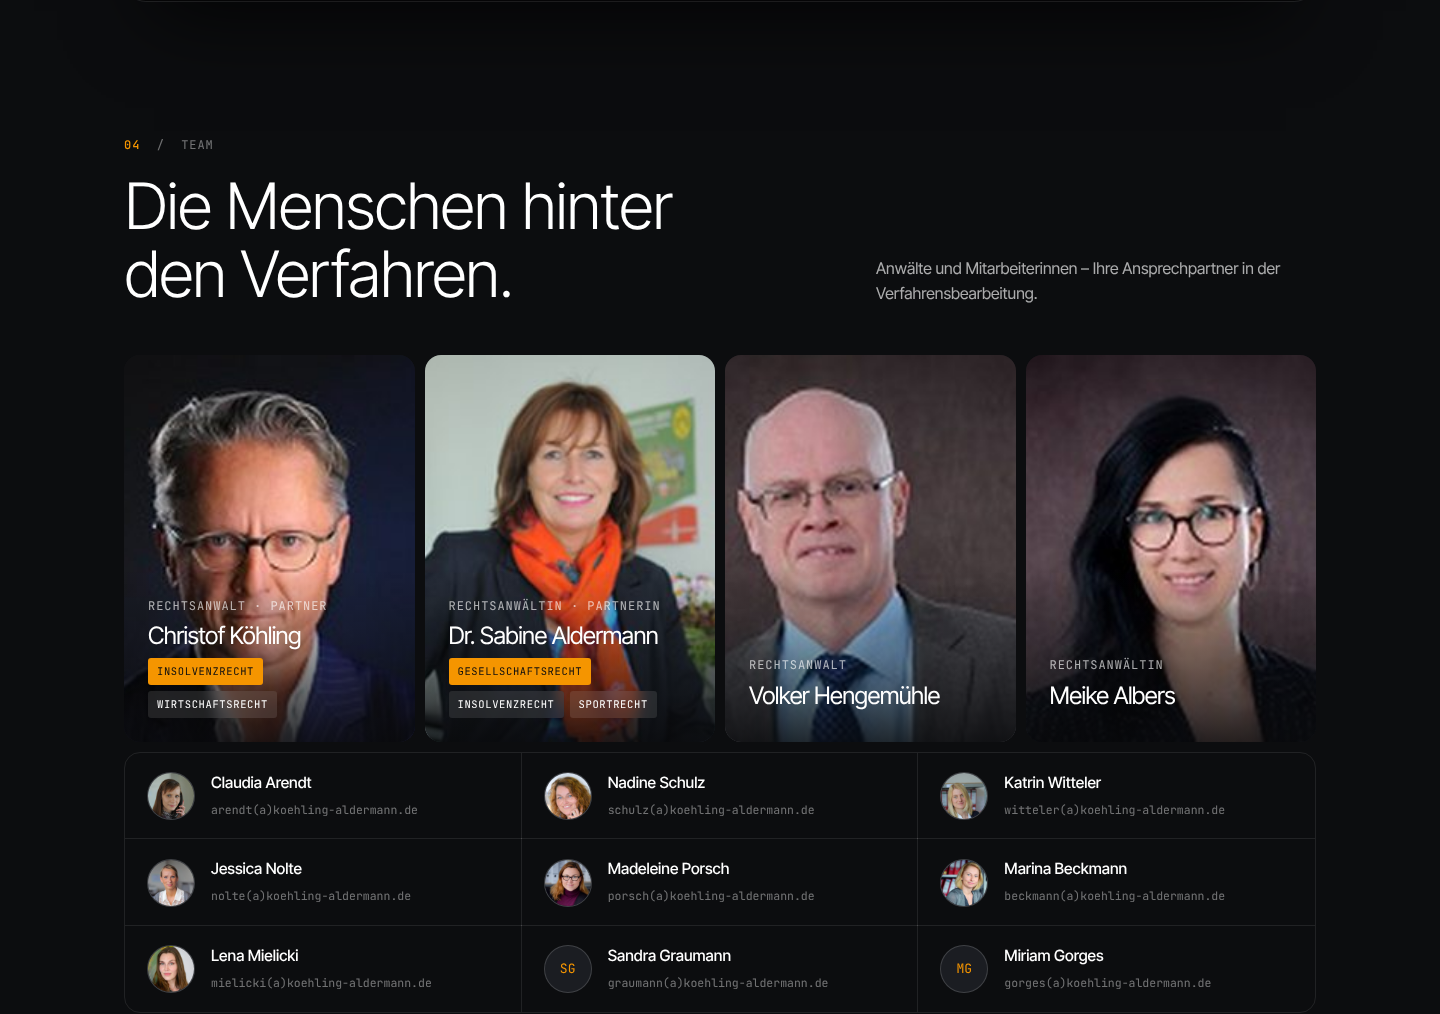 04 / TEAM
Die Menschen hinter
den Verfahren.
Anwälte und Mitarbeiterinnen – Ihre Ansprechpartner in der
Verfahrensbearbeitung.
RECHTSANWALT · PARTNER
Christof Köhling
INSOLVENZRECHT
WIRTSCHAFTSRECHT
RECHTSANWÄLTIN · PARTNERIN
Dr. Sabine Aldermann
GESELLSCHAFTSRECHT
INSOLVENZRECHT SPORTRECHT
RECHTSANWALT
Volker Hengemühle
RECHTSANWÄLTIN
Meike Albers
Claudia Arendt
arendt(a)koehling-aldermann.de
Nadine Schulz
schulz(a)koehling-aldermann.de
Katrin Witteler
witteler(a)koehling-aldermann.de
Jessica Nolte
nolte(a)koehling-aldermann.de
Madeleine Porsch
porsch(a)koehling-aldermann.de
Marina Beckmann
beckmann(a)koehling-aldermann.de
Lena Mielicki
mielicki(a)koehling-aldermann.de
SG
Sandra Graumann
graumann(a)koehling-aldermann.de
MG
Miriam Gorges
gorges(a)koehling-aldermann.de